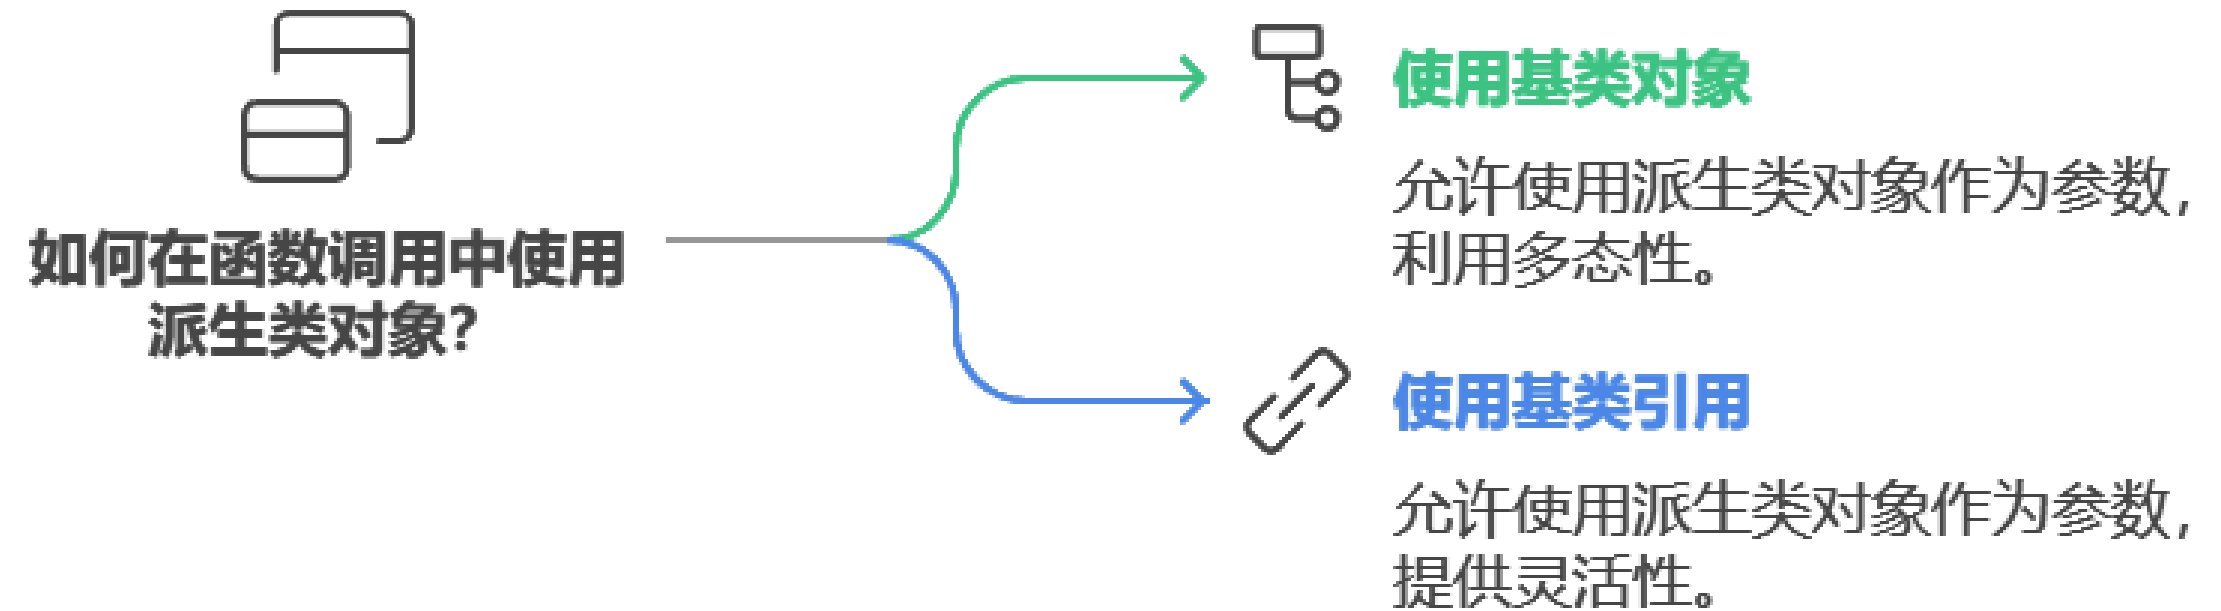 如何在函数调用中使用
派生类对象?
使用基类对象
允许使用派生类对象作为参数,
利用多态性。
使用基类引用
允许使用派生类对象作为参数,
提供灵活性。